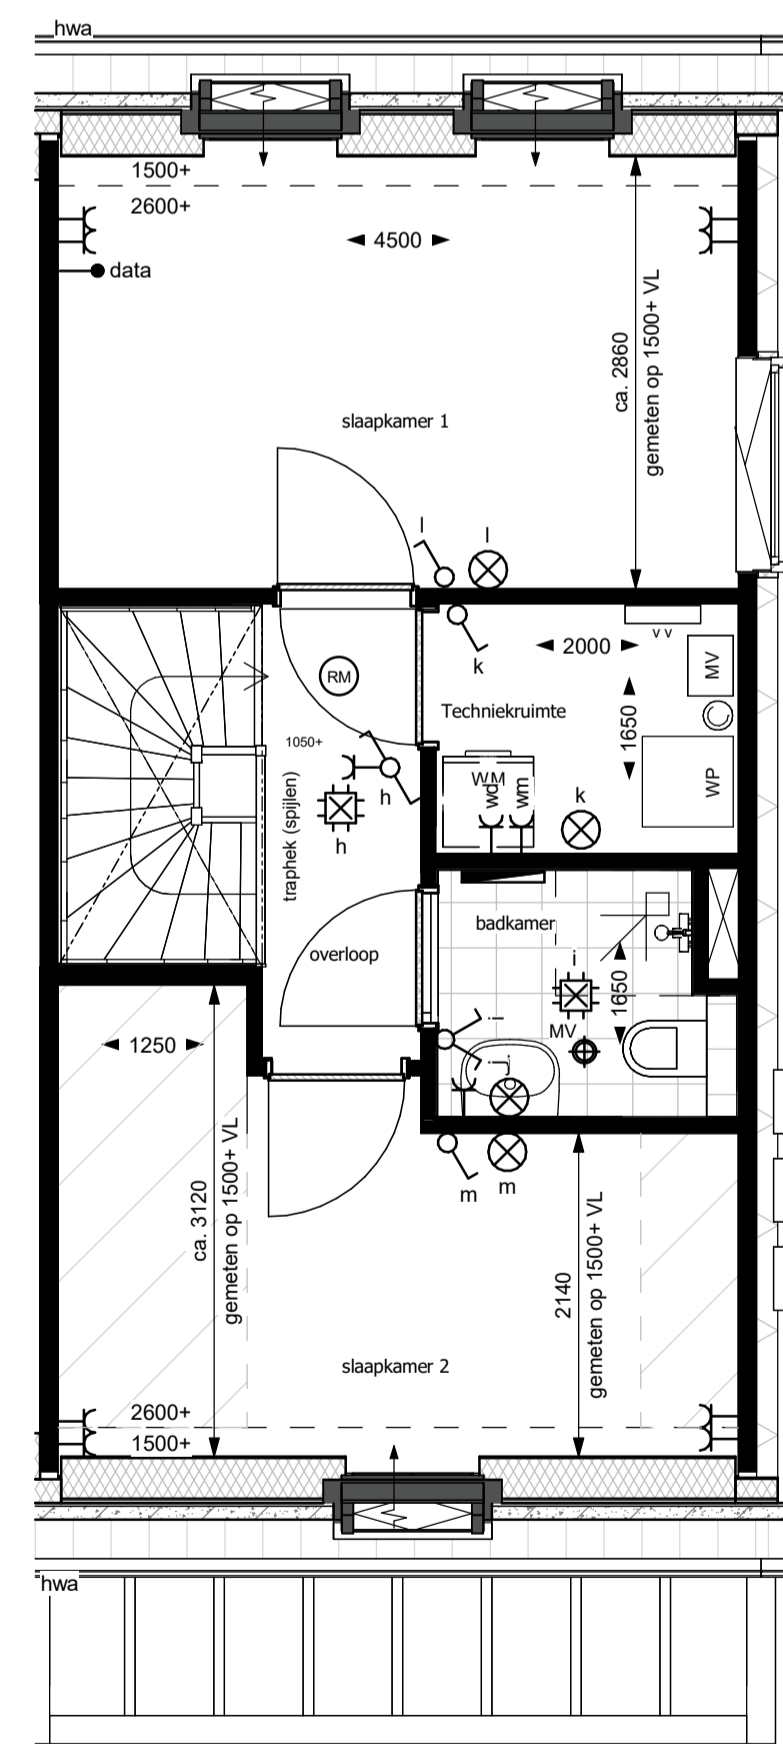 hwa
1500+
2600+
4500
data
ca. 2860
gemeten op 1500+ VL
slaapkamer 1
l
l
k
v v
2000
MV
RM
Techniekruimte
1650
1050+
WM
wd
wm
WP
h
k
h
traphek (spijlen)
badkamer
overloop
i
1650
MV
i
j
1250
m
m
ca. 3120
gemeten op 1500+ VL
2140
gemeten op 1500+ VL
slaapkamer 2
2600+
1500+
hwa